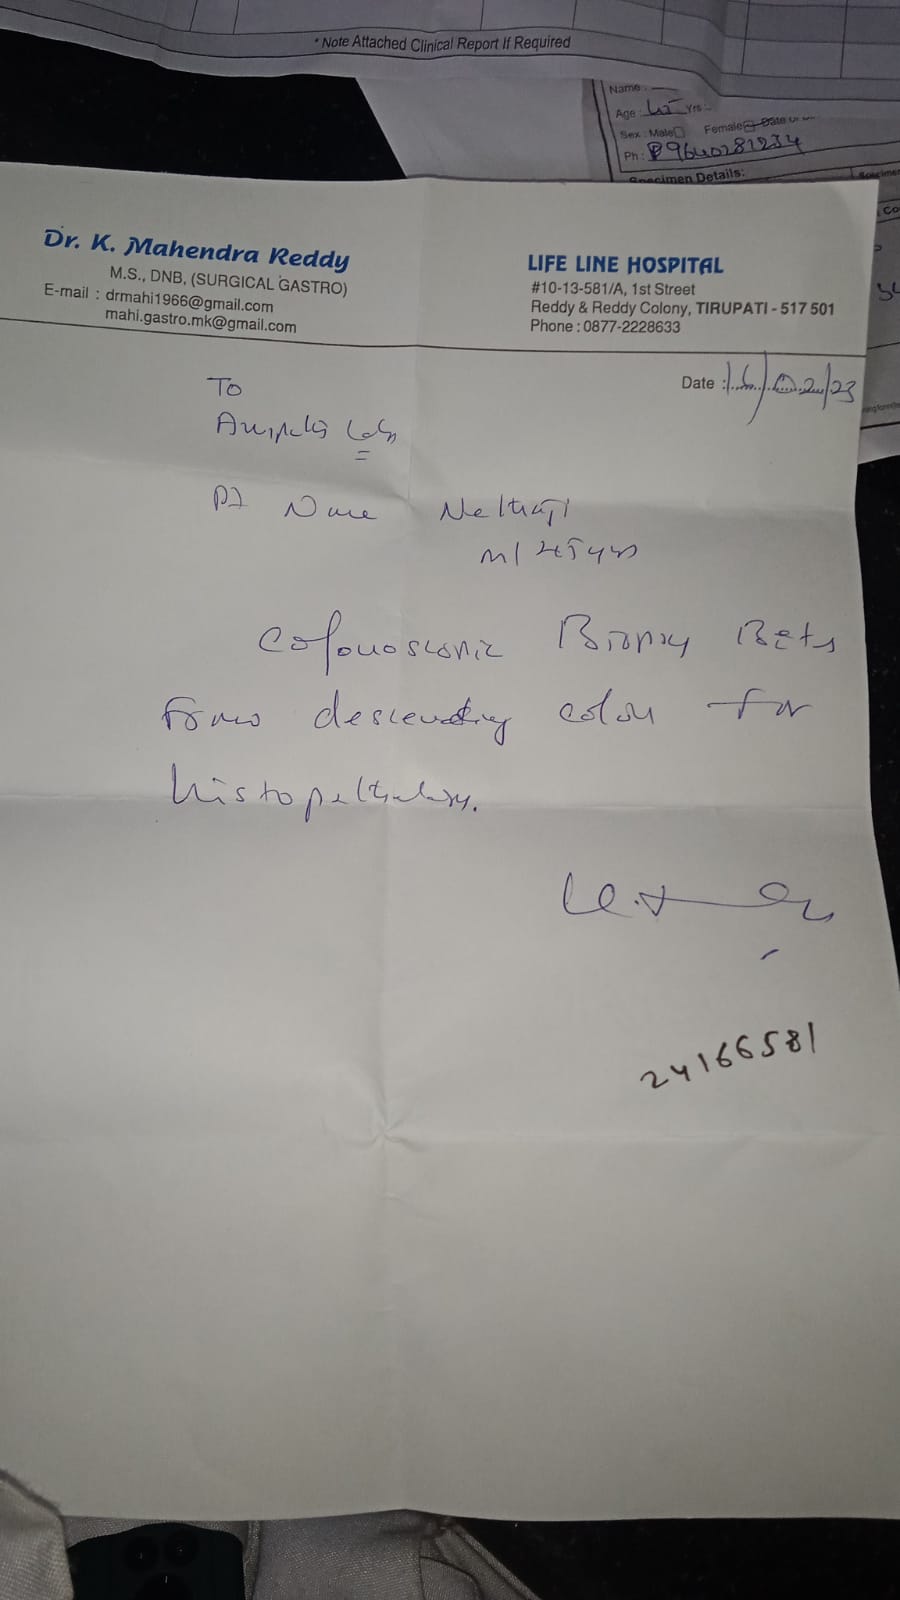 * Note Attached Clinical Report If Required
Name
Age : Yrs
Sex : Male Female
Ph : 9640281234
Specimen Details:
Dr. K. Mahendra Reddy
M.S., DNB, (SURGICAL GASTRO)
E-mail : drmahi1966@gmail.com
mahi.gastro.mk@gmail.com
LIFE LINE HOSPITAL
#10-13-581/A, 1st Street
Reddy & Reddy Colony, TIRUPATI - 517 501
Phone : 0877-2228633
Date : 16/02/23
To
Pt Name
M/45yrs
Colonoscopic Biopsy
from descending colon for
histopathology.
24166581